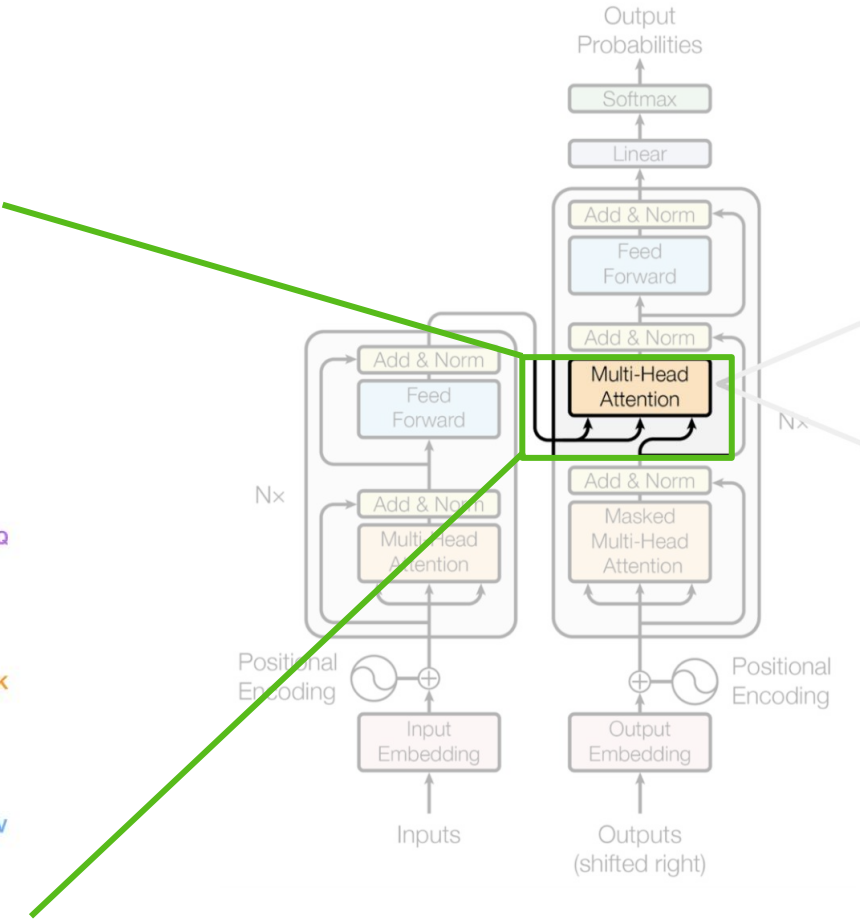 Output
Probabilities
Softmax
Linear
Add & Norm
Feed
Forward
Add & Norm
Multi-Head
Attention
Nx
Add & Norm
Masked
Multi-Head
Attention
Add & Norm
Feed
Forward
Nx
Add & Norm
Multi-Head
Attention
Q
K
V
Positional
Encoding
Positional
Encoding
Input
Embedding
Output
Embedding
Inputs
Outputs
(shifted right)